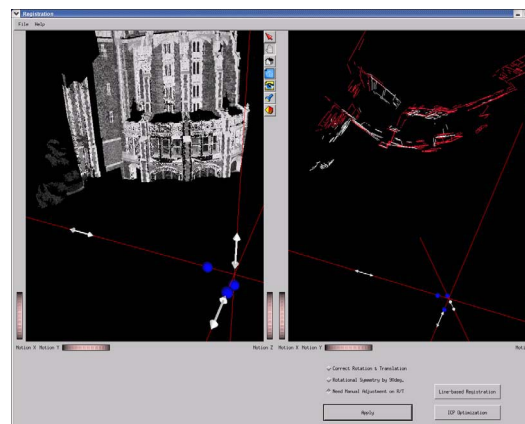 Registration
File Help
Motion X Motion Y
Motion Z
Motion X Motion Y
Moti
Correct Rotation & Translation
Rotational Symmetry by 90deg.
Need Manual Adjustment on R/T
Line-based Registration
Apply
ICP Optimization